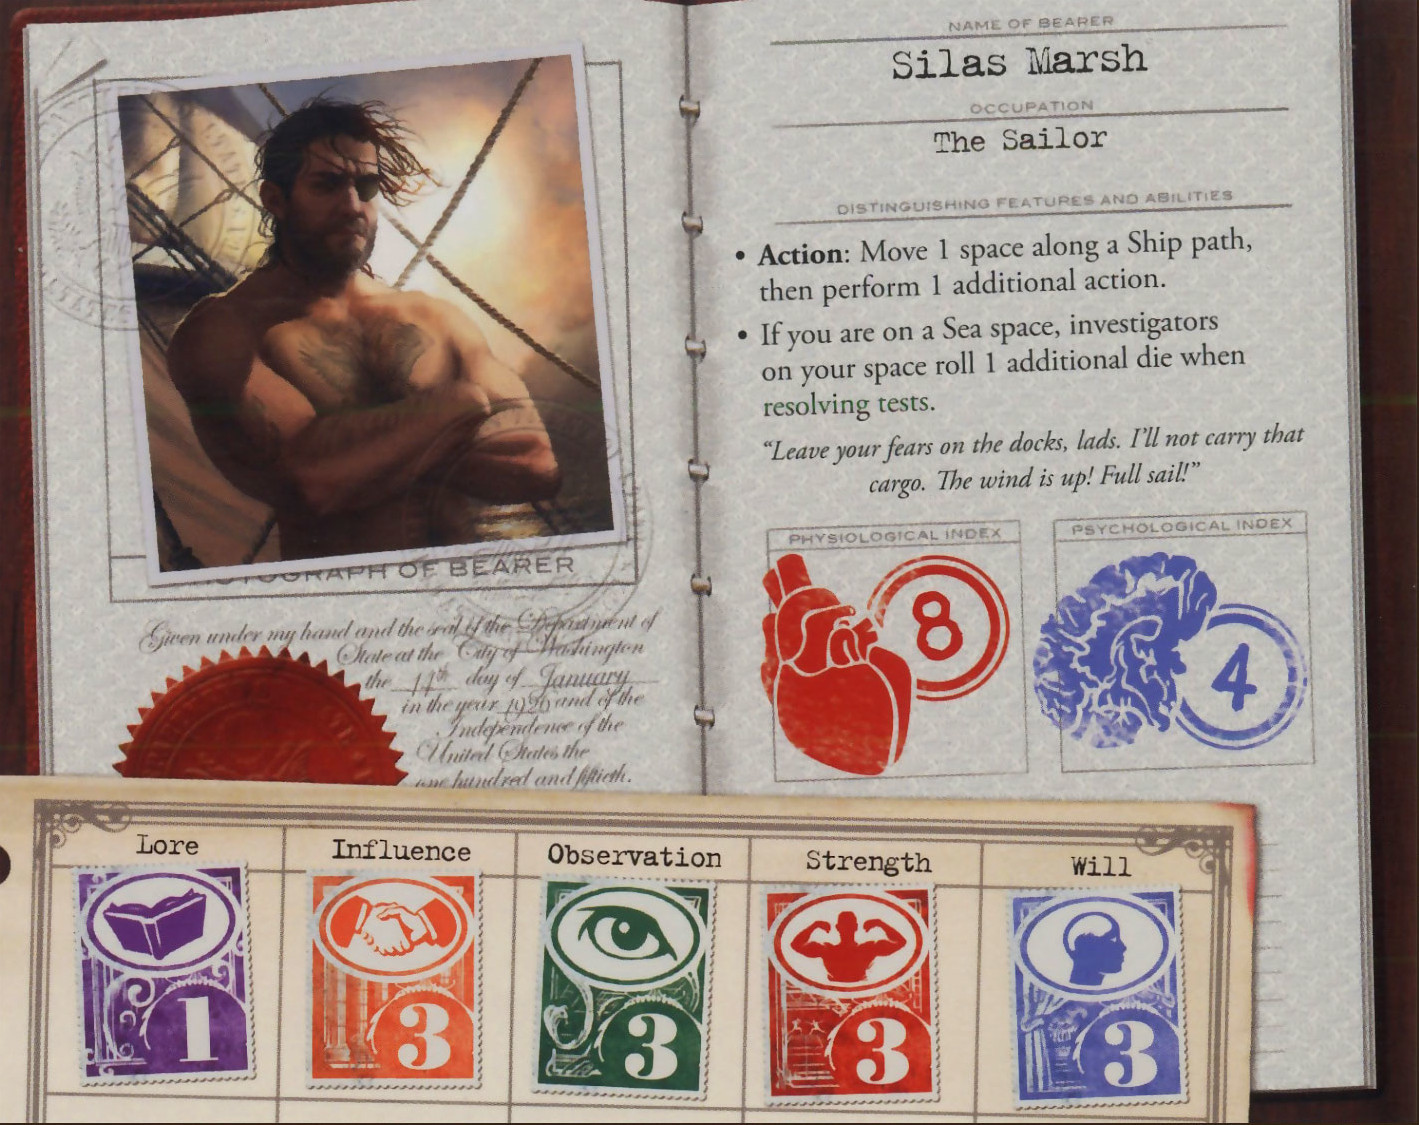 NAME OF BEARER
Silas Marsh
OCCUPATION
The Sailor
DISTINGUISHING FEATURES AND ABILITIES
• Action: Move 1 space along a Ship path,
then perform 1 additional action.
• If you are on a Sea space, investigators
on your space roll 1 additional die when
resolving tests.
“Leave your fears on the docks, lads. I’ll not carry that
cargo. The wind is up! Full sail!”
PHYSIOLOGICAL INDEX
8
PSYCHOLOGICAL INDEX
4
OF BEARER
Given under my hand and the seal of the Department of
State at the City of Washington
the day of January
in the year and of the
Independence of the
United States the
one hundred and fiftieth.
Lore
Influence
Observation
Strength
Will
1
3
3
3
3